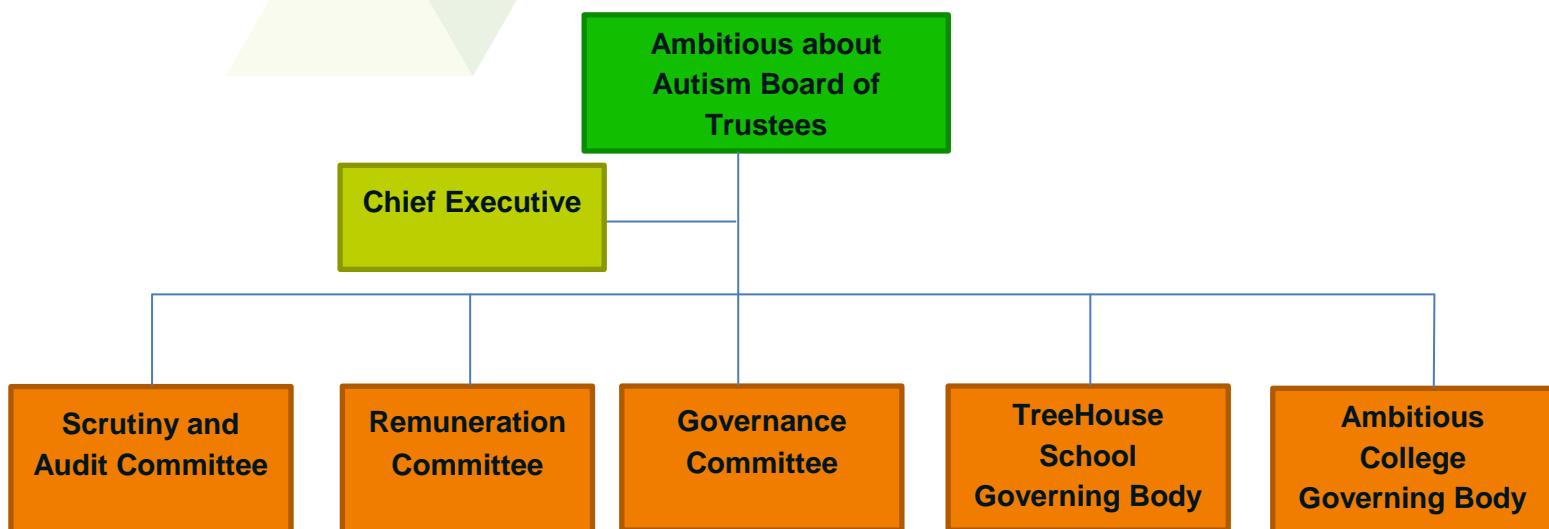 Ambitious about
Autism Board of
Trustees
Chief Executive
Scrutiny and
Audit Committee
Remuneration
Committee
Governance
Committee
TreeHouse
School
Governing Body
Ambitious
College
Governing Body